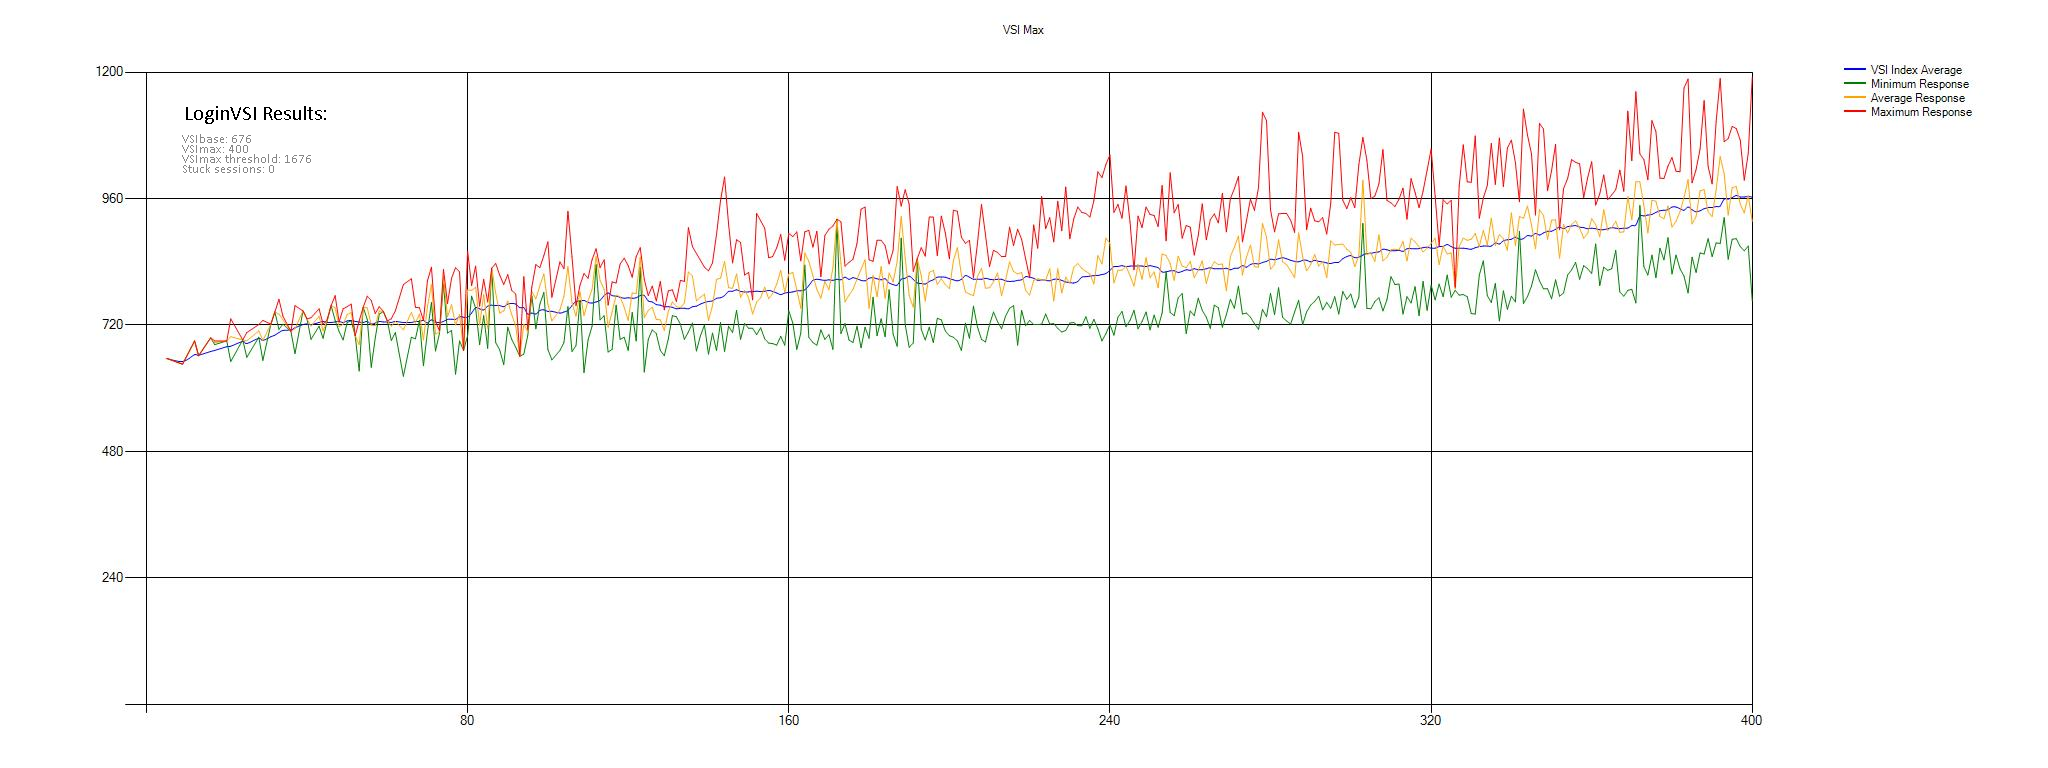 VSI Max
1200
960
720
480
240
80
160
240
320
400
LoginVSI Results:
VSIbase: 676
VSImax: 400
VSImax threshold: 1676
Stuck sessions: 0
VSI Index Average
Minimum Response
Average Response
Maximum Response